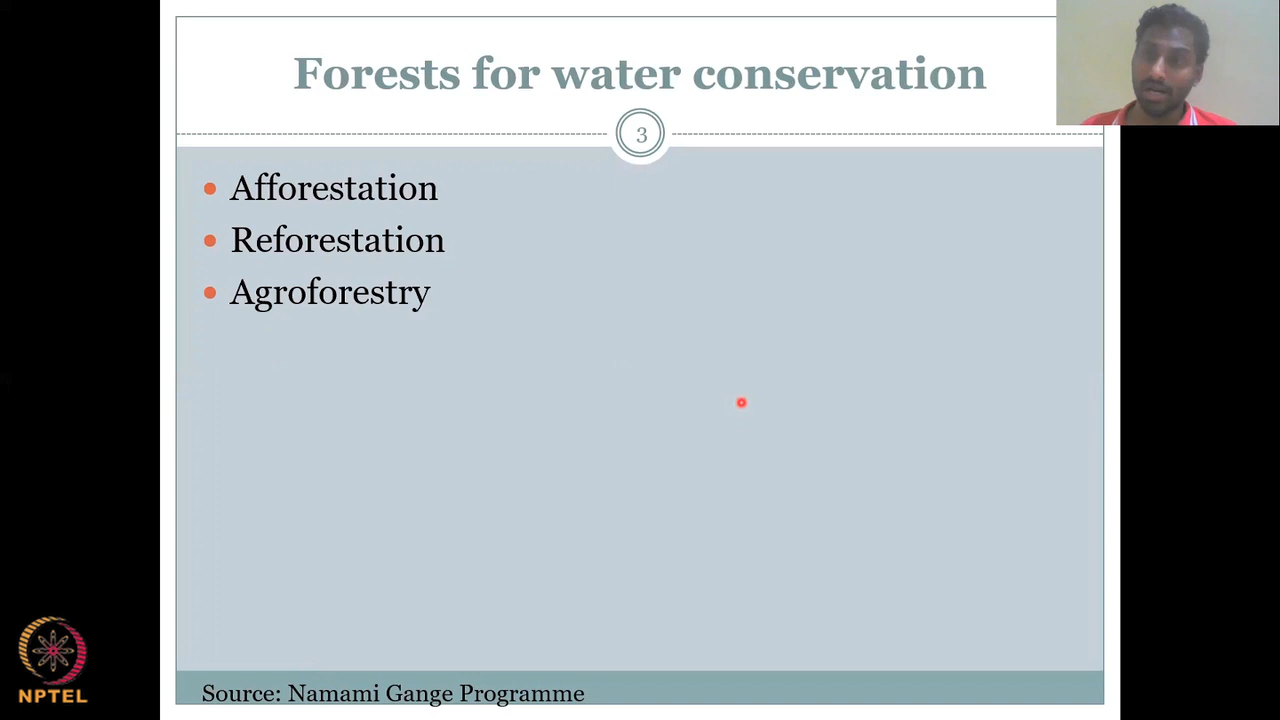 Forests for water conservation
3
Afforestation
Reforestation
Agroforestry
NPTEL
Source: Namami Gange Programme